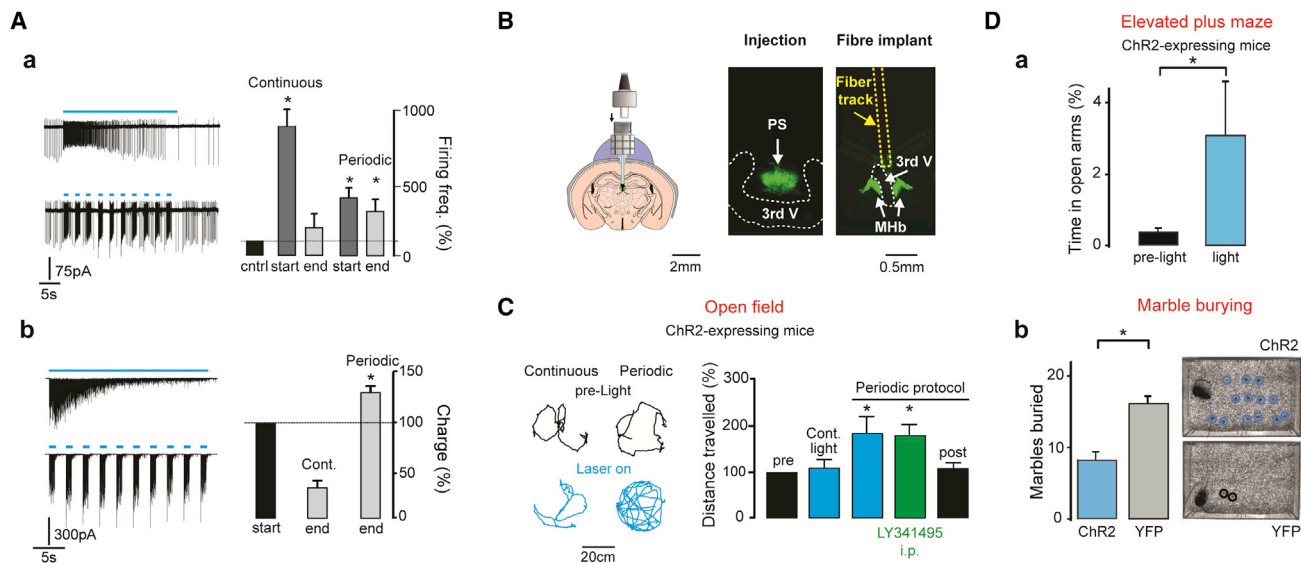 A
a
Continuous
*
Periodic
*
*
1000
500
0
Firing freq. (%)
cntrl
start
end
start
end
75pA
5s
b
Periodic
*
Cont.
150
100
50
0
Charge (%)
start
end
end
300pA
5s
B
Injection
Fibre implant
PS
3rd V
Fiber
track
3rd V
MHb
2mm
0.5mm
C
Open field
ChR2-expressing mice
Continuous
Periodic
pre-Light
Laser on
20cm
Distance travelled (%)
300
200
100
0
Periodic protocol
*
*
pre
Cont.
light
post
LY341495
i.p.
D
Elevated plus maze
ChR2-expressing mice
a
*
Time in open arms (%)
4
2
0
pre-light
light
Marble burying
b
*
Marbles buried
20
10
0
ChR2
YFP
ChR2
YFP